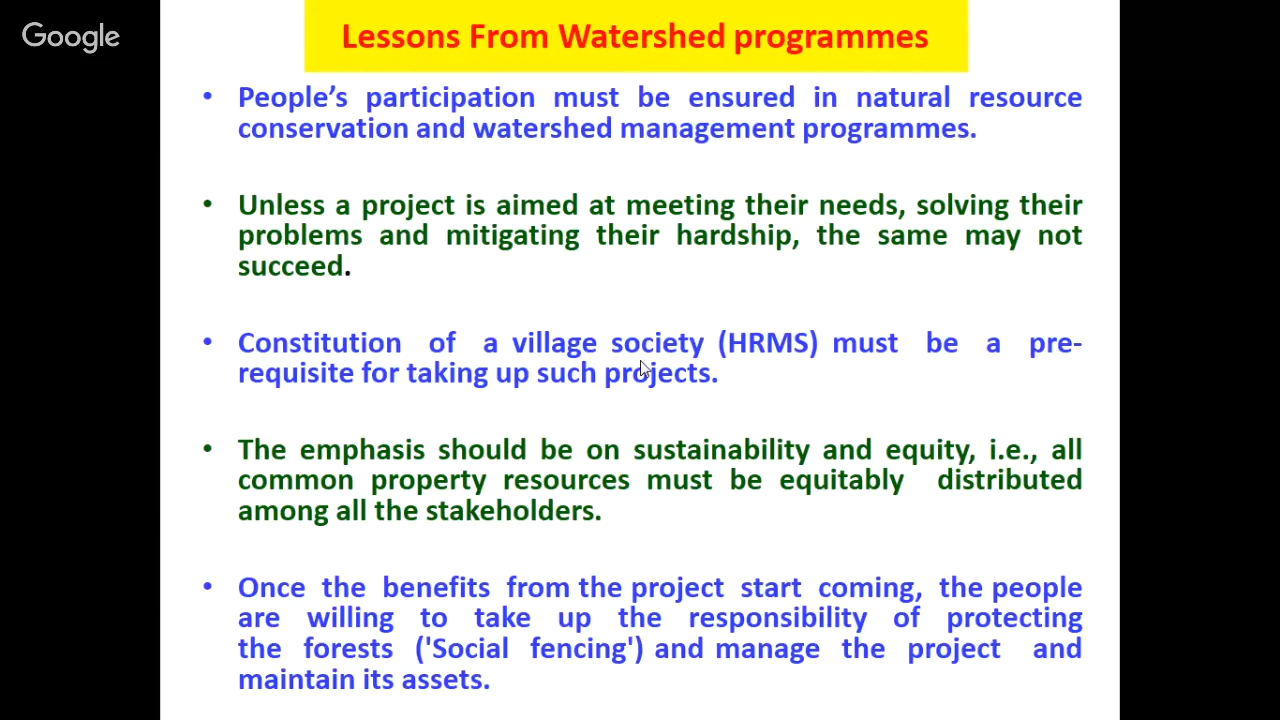 Google
Lessons From Watershed programmes
• People’s participation must be ensured in natural resource
conservation and watershed management programmes.
• Unless a project is aimed at meeting their needs, solving their
problems and mitigating their hardship, the same may not
succeed.
• Constitution of a village society (HRMS) must be a pre-
requisite for taking up such projects.
• The emphasis should be on sustainability and equity, i.e., all
common property resources must be equitably distributed
among all the stakeholders.
• Once the benefits from the project start coming, the people
are willing to take up the responsibility of protecting
the forests ('Social fencing') and manage the project and
maintain its assets.